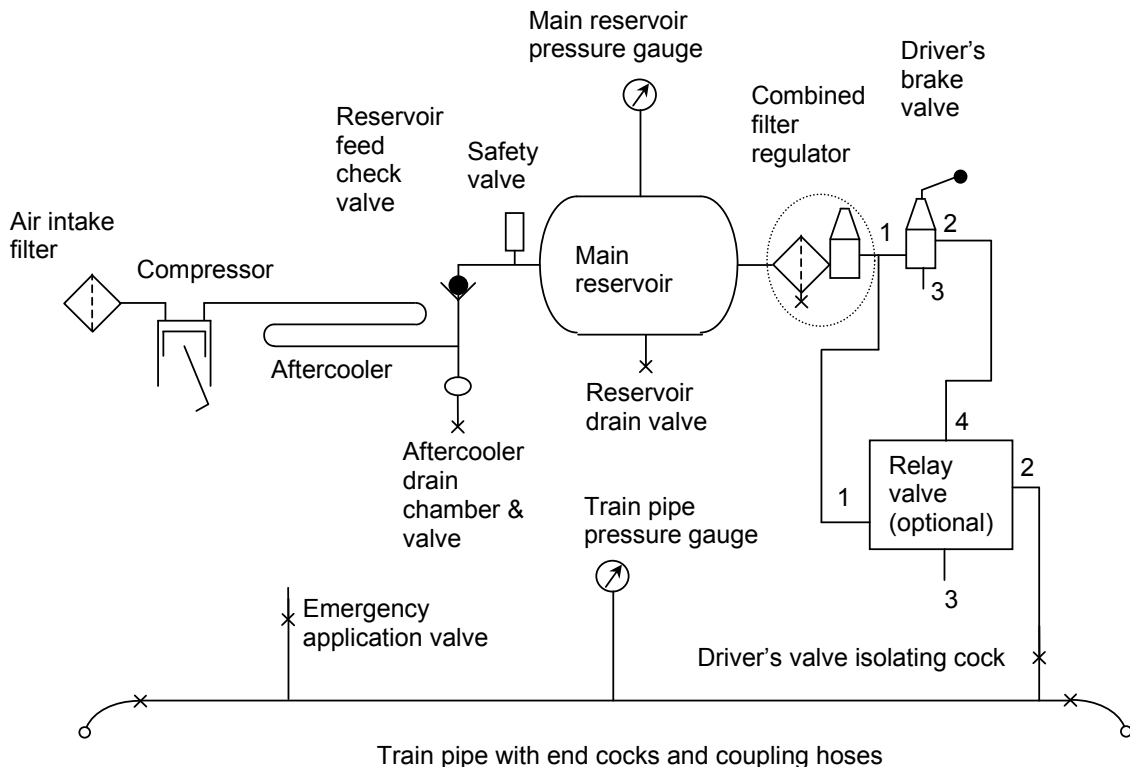 Main reservoir
pressure gauge
Driver’s
brake
valve
Combined
filter
regulator
Reservoir
feed
check
valve
Safety
valve
Air intake
filter
Compressor
Main
reservoir
1
2
3
Aftercooler
Reservoir
drain valve
4
Aftercooler
drain
chamber &
valve
Relay
valve
(optional)
1
2
3
Train pipe
pressure gauge
Emergency
application valve
Driver’s valve isolating cock
Train pipe with end cocks and coupling hoses